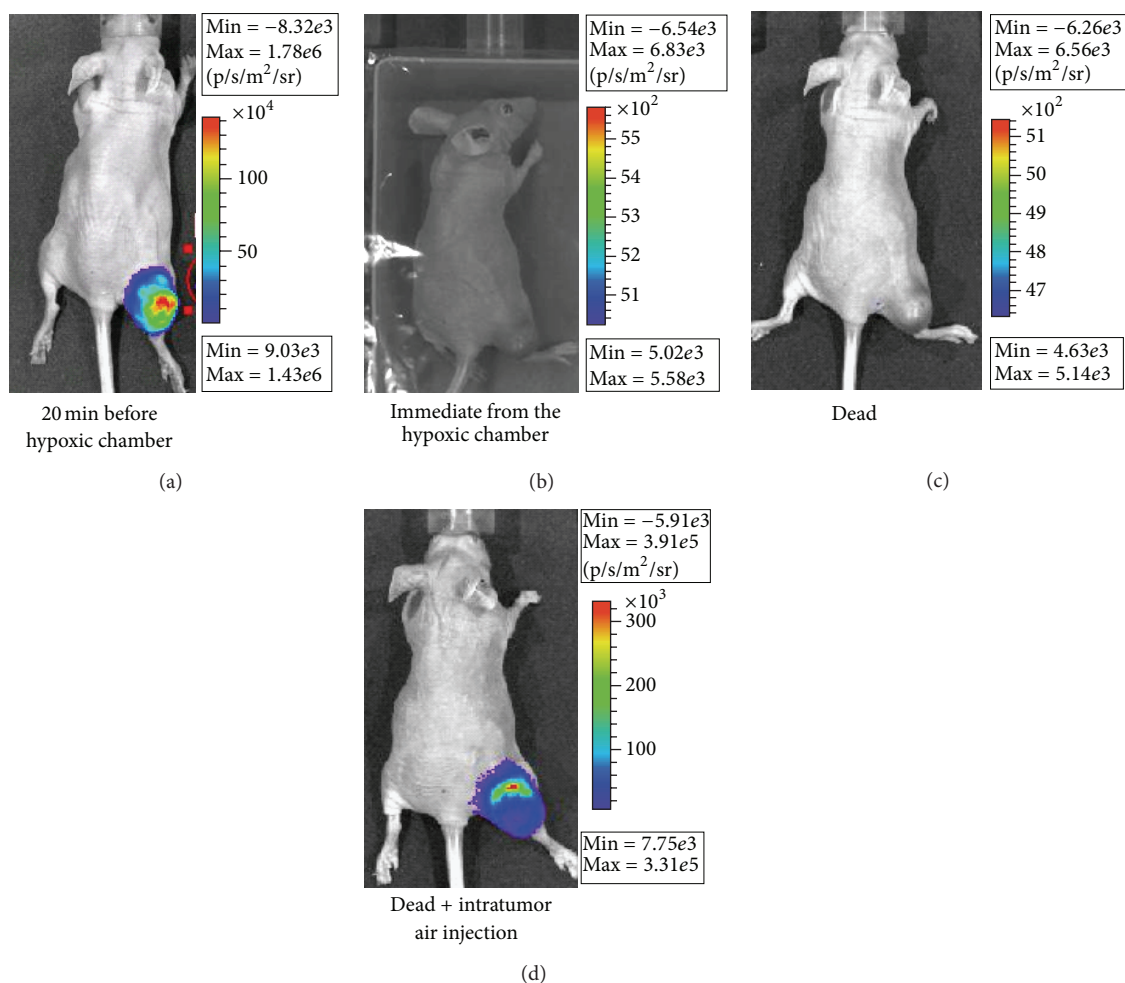 Min = −8.32e3
Max = 1.78e6
(p/s/m²/sr)
×10⁴
100
50
Min = 9.03e3
Max = 1.43e6
20 min before
hypoxic chamber
(a)
Min = −6.54e3
Max = 6.83e3
(p/s/m²/sr)
×10²
55
54
53
52
51
Min = 5.02e3
Max = 5.58e3
Immediate from the
hypoxic chamber
(b)
Min = −6.26e3
Max = 6.56e3
(p/s/m²/sr)
×10²
51
50
49
48
47
Min = 4.63e3
Max = 5.14e3
Dead
(c)
Min = −5.91e3
Max = 3.91e5
(p/s/m²/sr)
×10³
300
200
100
Min = 7.75e3
Max = 3.31e5
Dead + intratumor
air injection
(d)